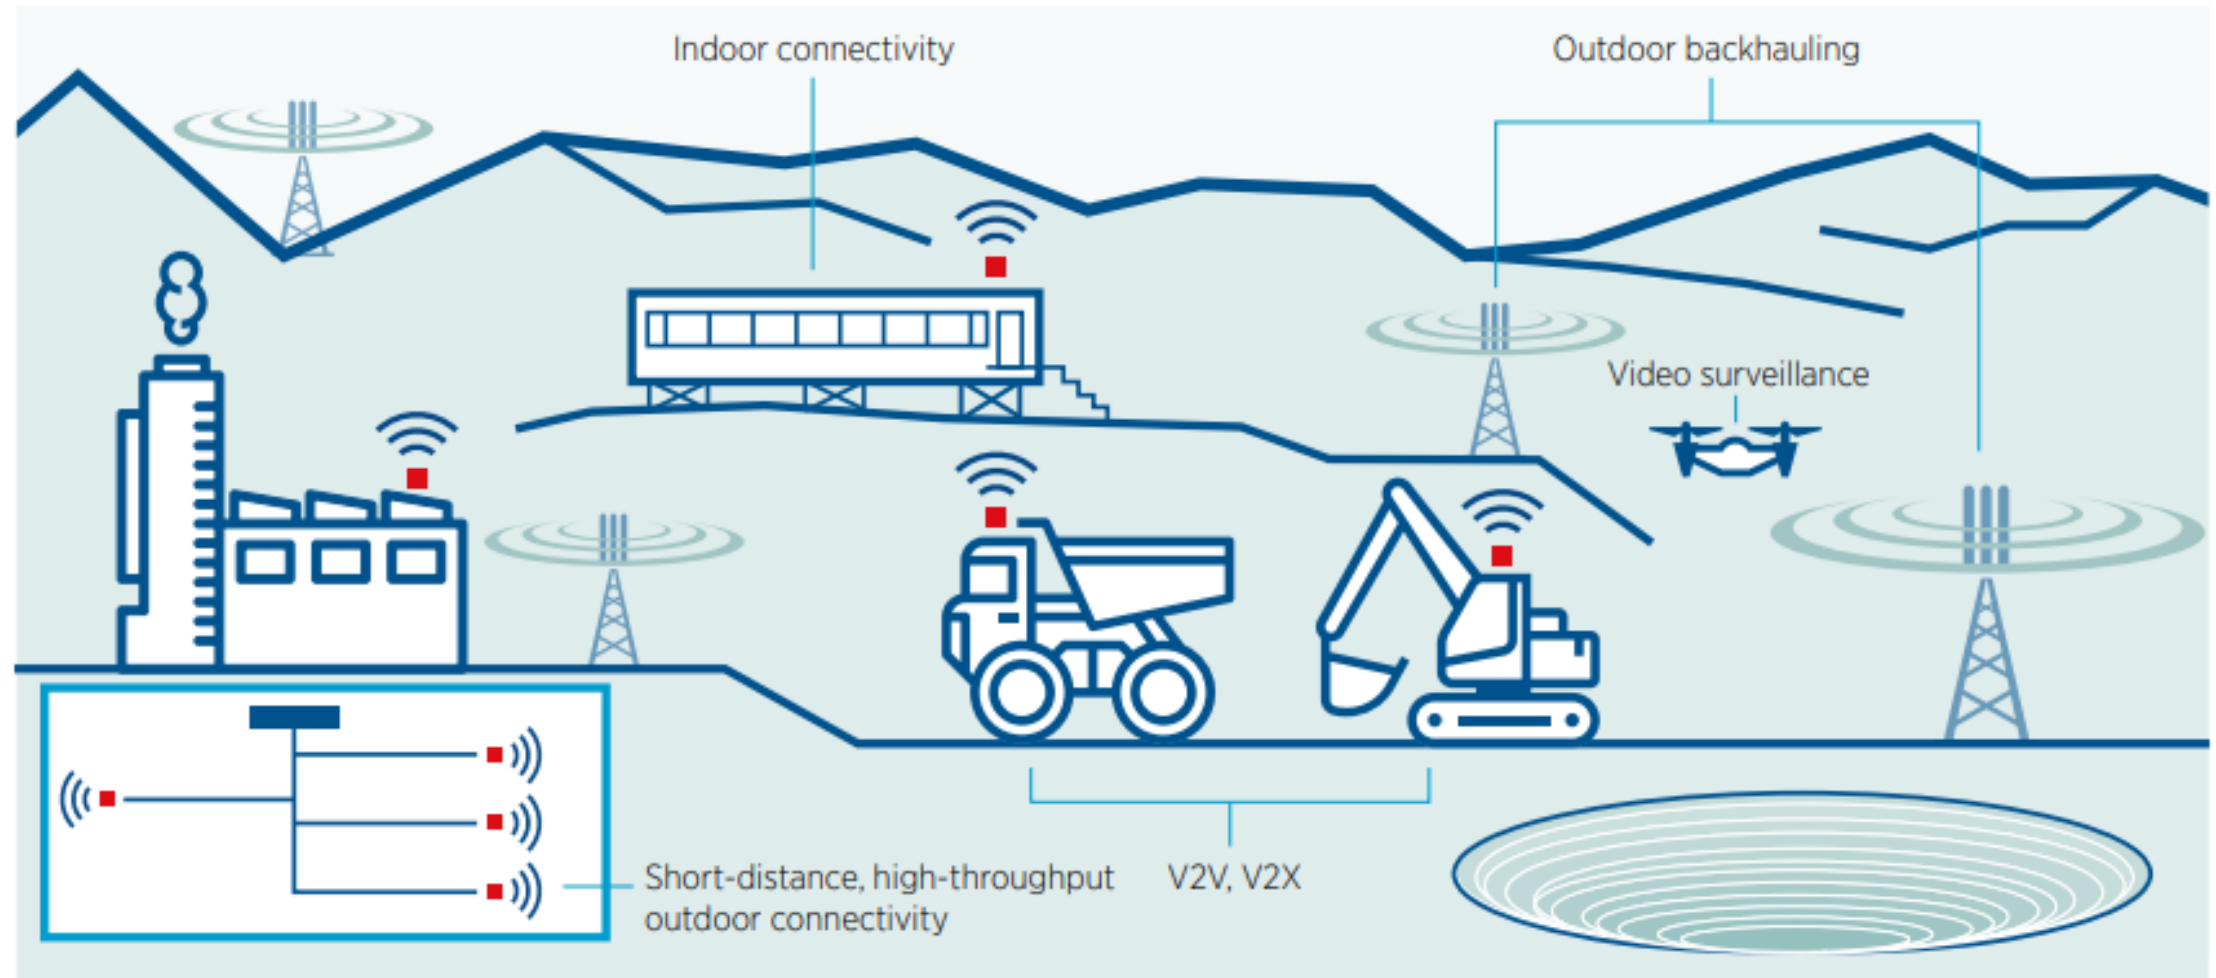 Indoor connectivity
Outdoor backhauling
Video surveillance
Short-distance, high-throughput
outdoor connectivity
V2V, V2X